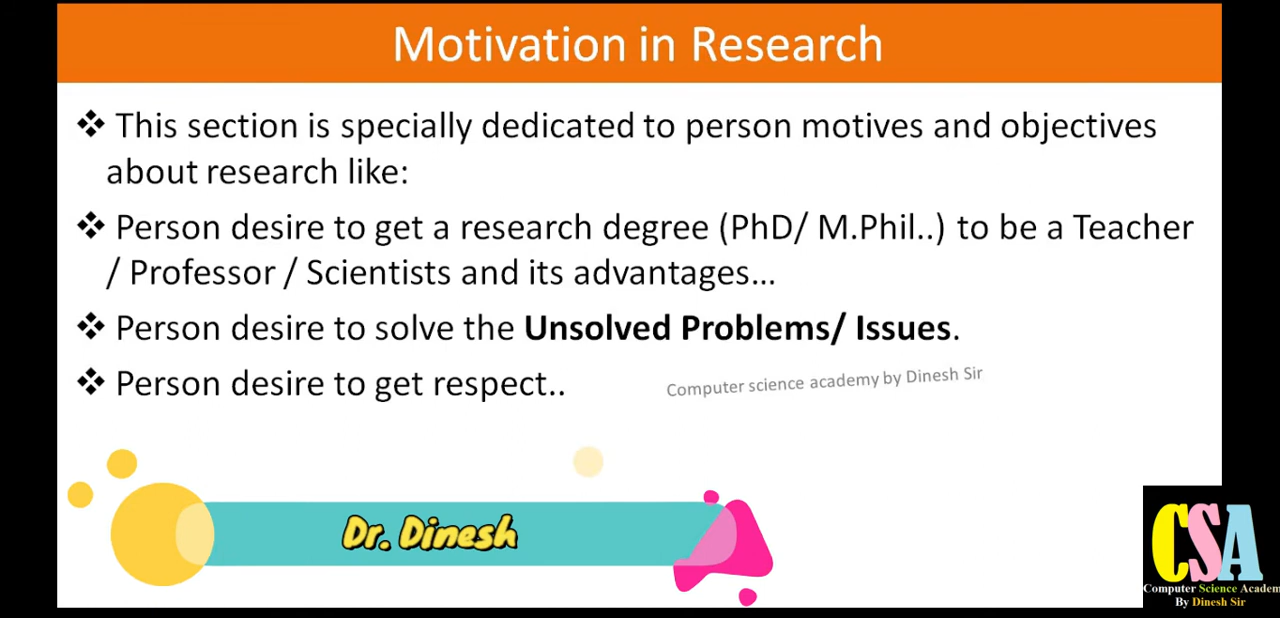 Motivation in Research
❖ This section is specially dedicated to person motives and objectives
about research like:
❖ Person desire to get a research degree (PhD/ M.Phil..) to be a Teacher
/ Professor / Scientists and its advantages...
❖ Person desire to solve the Unsolved Problems/ Issues.
❖ Person desire to get respect..
Computer science academy by Dinesh Sir
Dr. Dinesh
CSA
Computer Science Academ
By Dinesh Sir